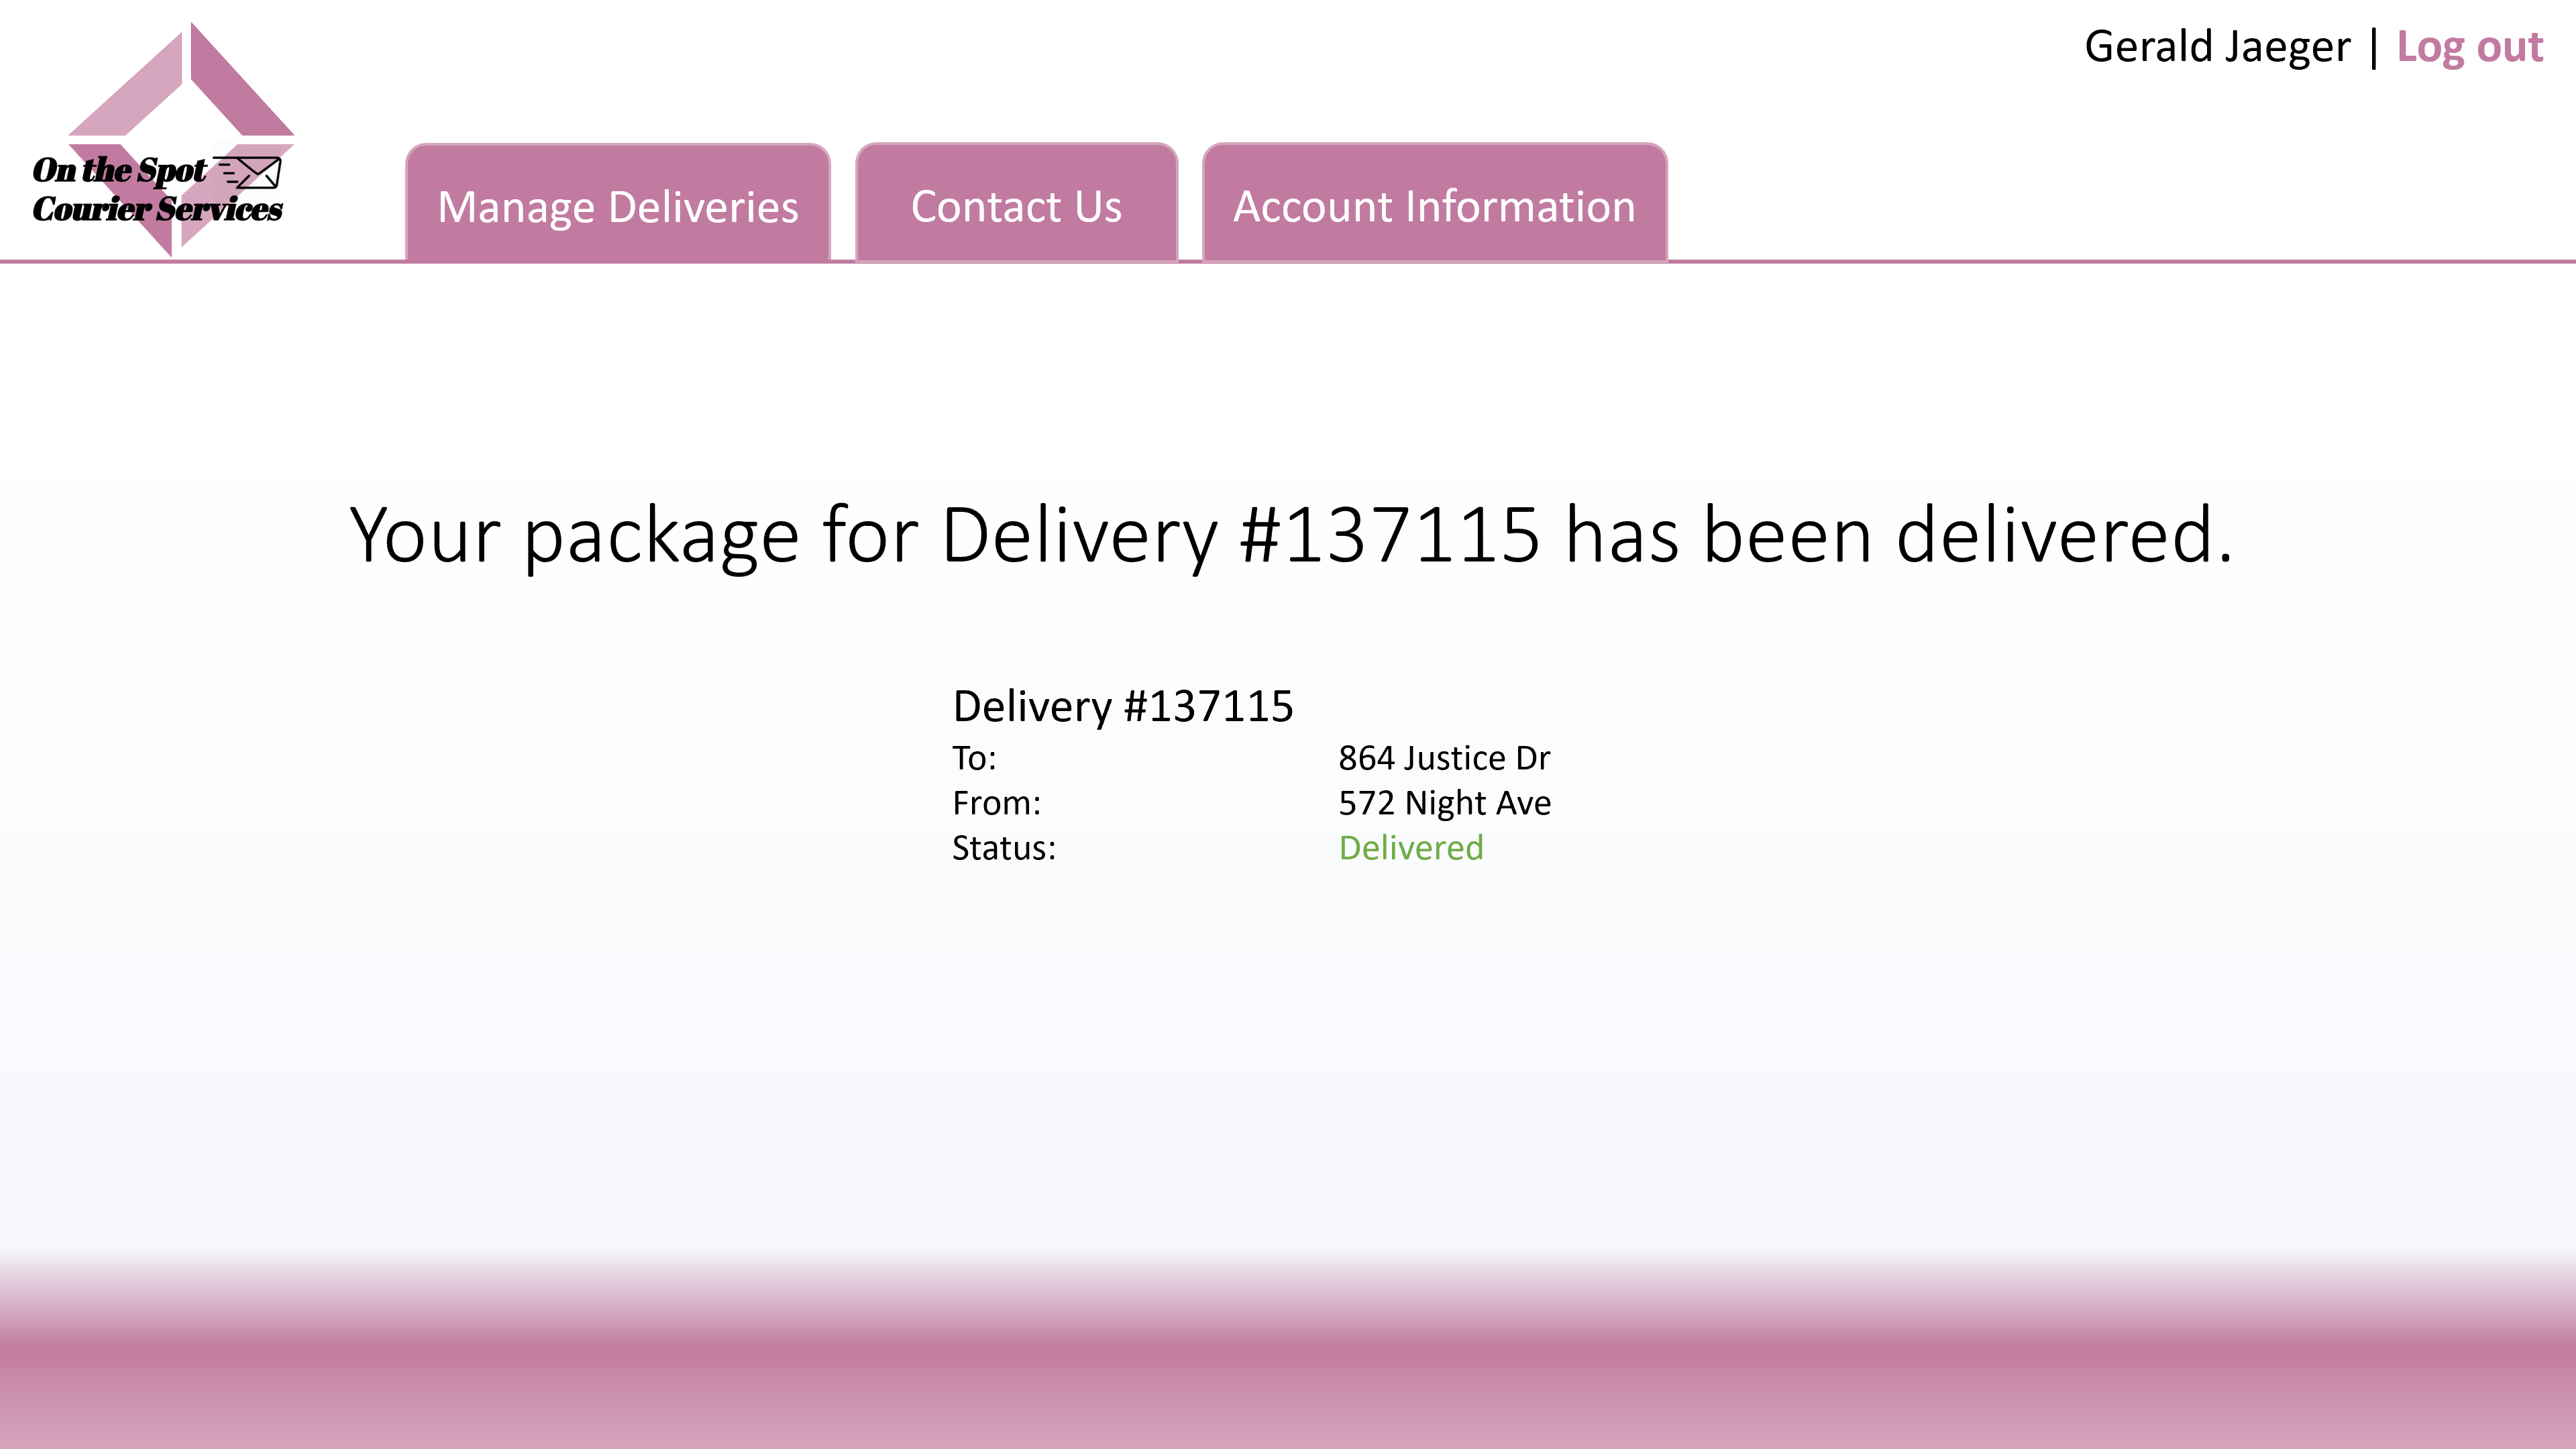 Gerald Jaeger | Log out
On the Spot
Courier Services
Manage Deliveries
Contact Us
Account Information
Your package for Delivery #137115 has been delivered.
Delivery #137115
To: 864 Justice Dr
From: 572 Night Ave
Status: Delivered